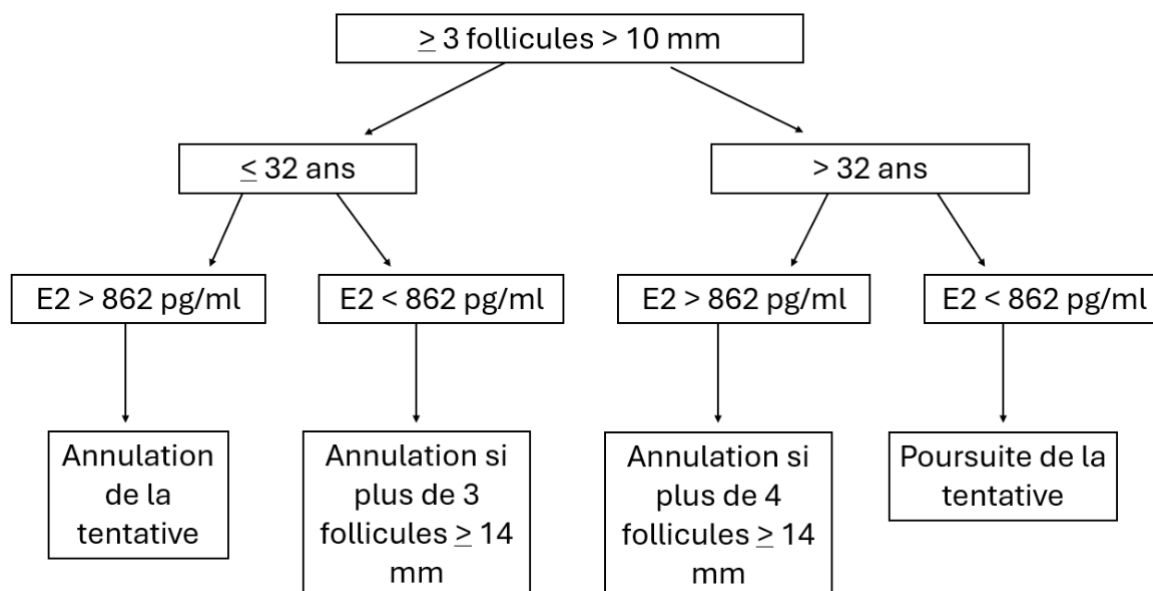 ≥ 3 follicules > 10 mm
≤ 32 ans
> 32 ans
E2 > 862 pg/ml
E2 < 862 pg/ml
E2 > 862 pg/ml
E2 < 862 pg/ml
Annulation
de la
tentative
Annulation si
plus de 3
follicules ≥ 14
mm
Annulation si
plus de 4
follicules ≥ 14
mm
Poursuite de la
tentative